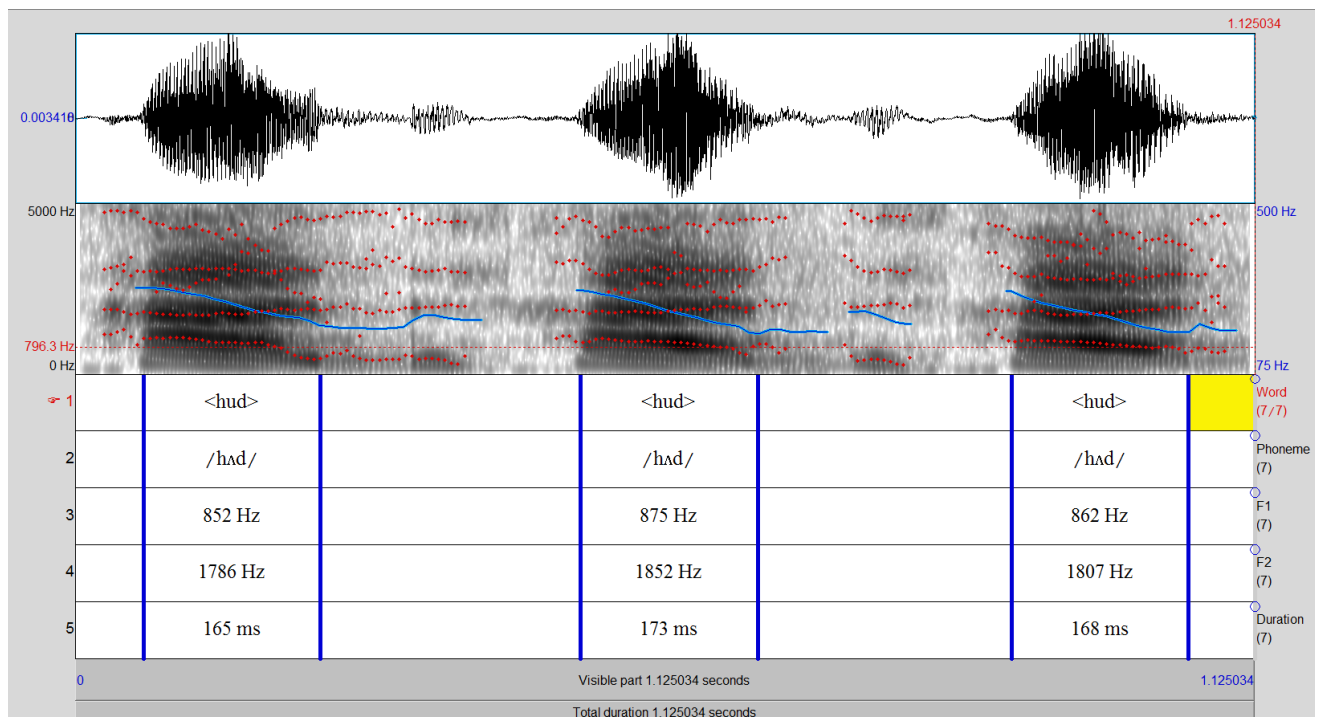 1.125034
0.003418
5000 Hz
500 Hz
796.3 Hz
0 Hz
75 Hz
☞ 1 <hud> <hud> <hud> Word (7/7)
2 /hʌd/ /hʌd/ /hʌd/ Phoneme (7)
3 852 Hz 875 Hz 862 Hz F1 (7)
4 1786 Hz 1852 Hz 1807 Hz F2 (7)
5 165 ms 173 ms 168 ms Duration (7)
0 Visible part 1.125034 seconds 1.125034
Total duration 1.125034 seconds